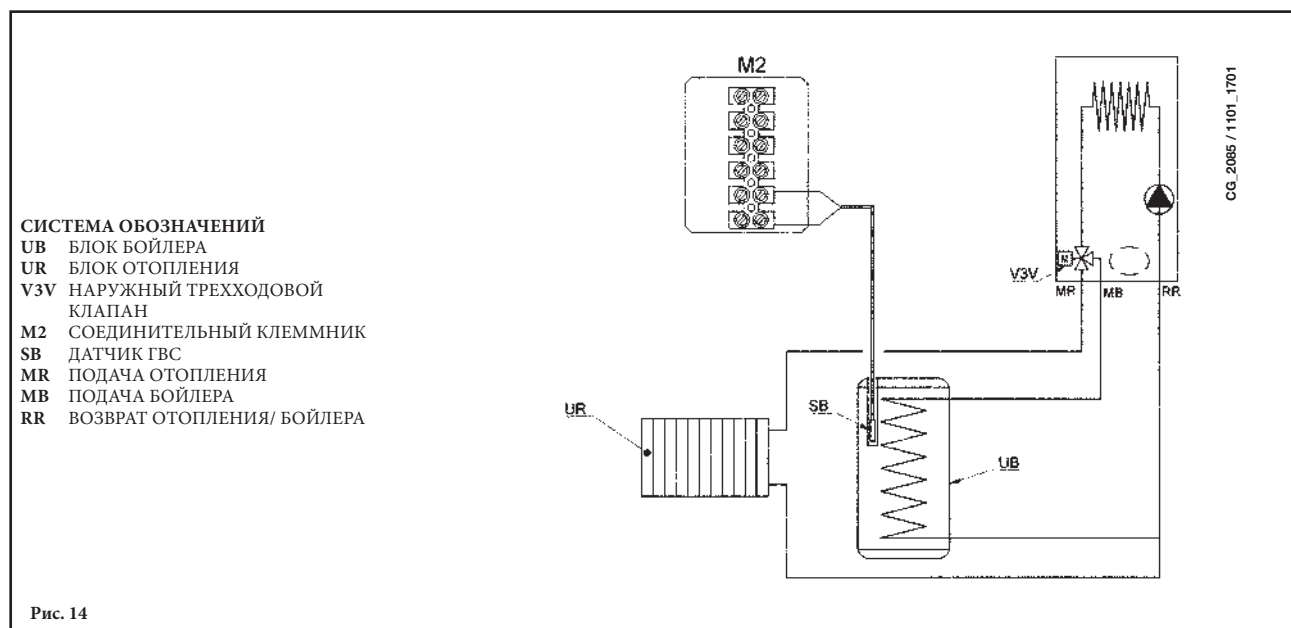 M2
CG_2085 / 1101_1701
СИСТЕМА ОБОЗНАЧЕНИЙ
UB БЛОК БОЙЛЕРА
UR БЛОК ОТОПЛЕНИЯ
V3V НАРУЖНЫЙ ТРЕХХОДОВОЙ
КЛАПАН
M2 СОЕДИНИТЕЛЬНЫЙ КЛЕММНИК
SB ДАТЧИК ГВС
MR ПОДАЧА ОТОПЛЕНИЯ
MB ПОДАЧА БОЙЛЕРА
RR ВОЗВРАТ ОТОПЛЕНИЯ/ БОЙЛЕРА
M
V3V
MR
MB
RR
UR
SB
UB
Рис. 14